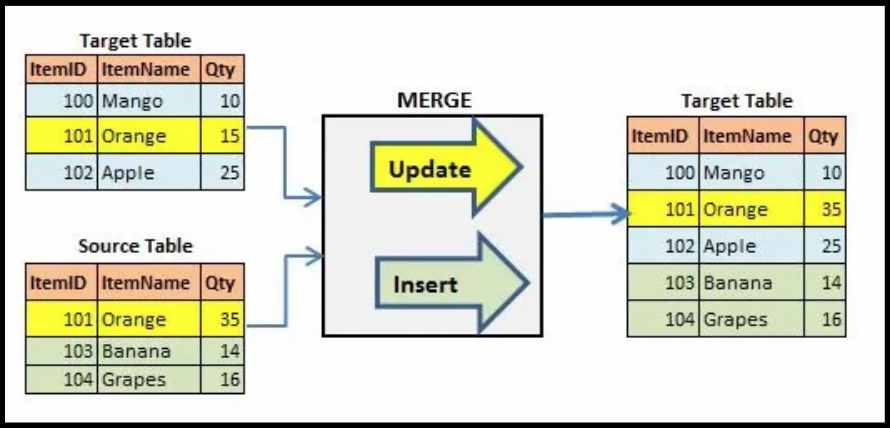 Target Table
ItemID ItemName Qty
100 Mango 10
101 Orange 15
102 Apple 25
Source Table
ItemID ItemName Qty
101 Orange 35
103 Banana 14
104 Grapes 16
MERGE
Update
Insert
Target Table
ItemID ItemName Qty
100 Mango 10
101 Orange 35
102 Apple 25
103 Banana 14
104 Grapes 16